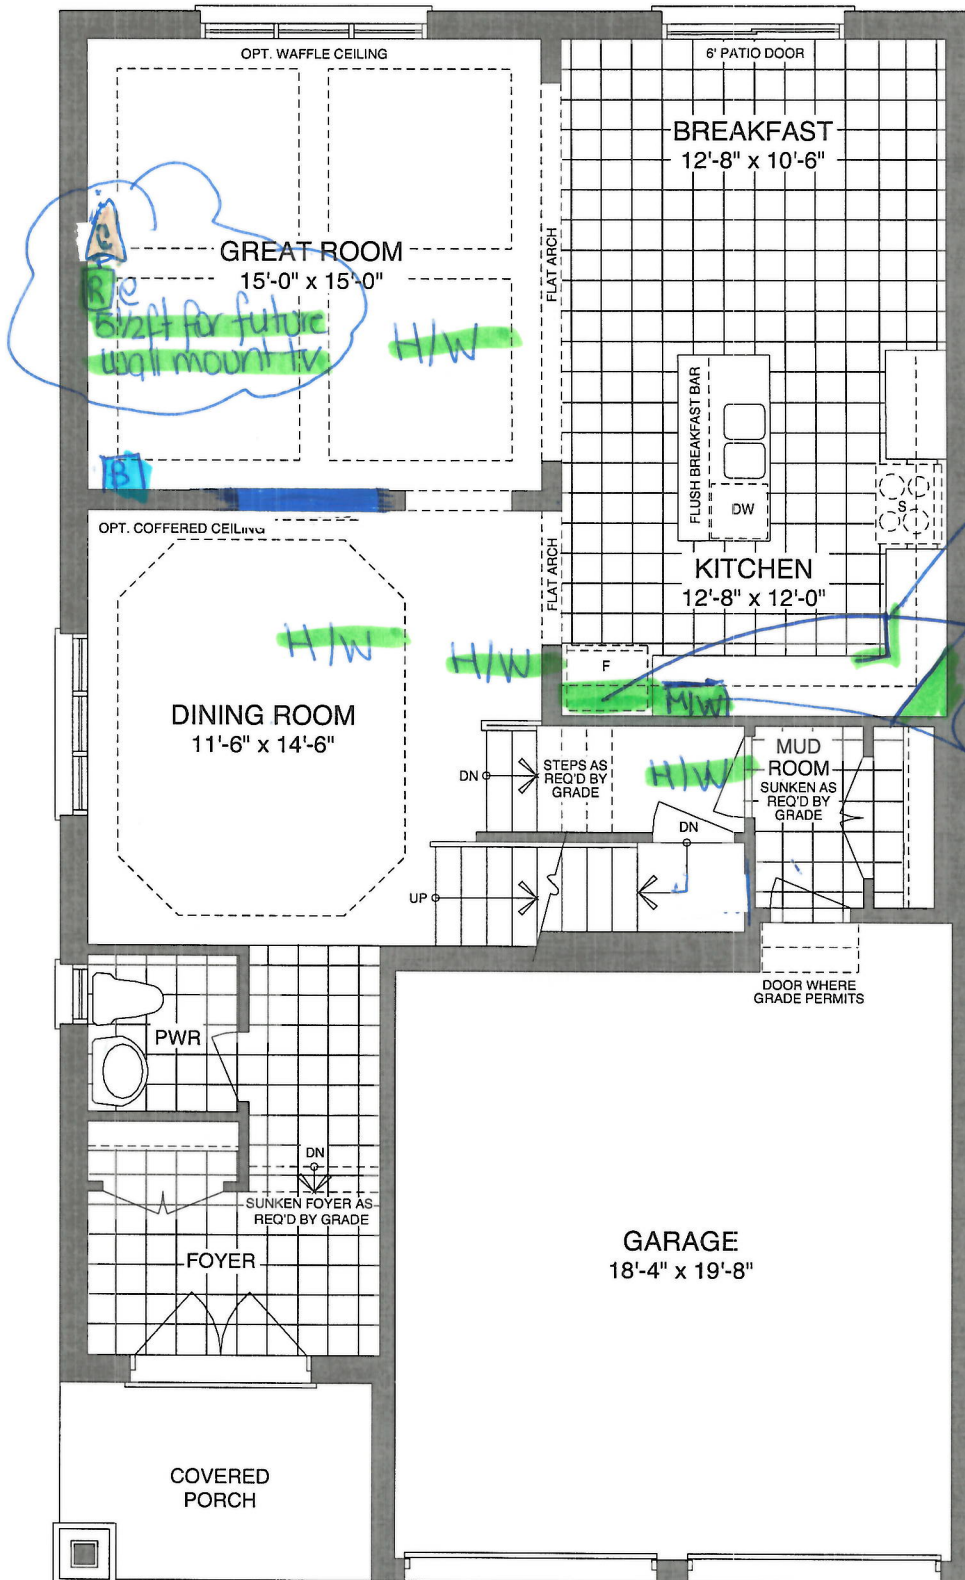 OPT. WAFFLE CEILING
6' PATIO DOOR
BREAKFAST
12'-8" x 10'-6"
GREAT ROOM
15'-0" x 15'-0"
FLAT ARCH
C
R @
5 1/2ft for future
wall mount tv
H/W
B
FLUSH BREAKFAST BAR
DW
S
OPT. COFFERED CEILING
FLAT ARCH
KITCHEN
12'-8" x 12'-0"
H/W
H/W
F
M/W
DINING ROOM
11'-6" x 14'-6"
DN
STEPS AS
REQ'D BY
GRADE
H/W
MUD
ROOM
SUNKEN AS
REQ'D BY
GRADE
DN
UP
DOOR WHERE
GRADE PERMITS
PWR
DN
SUNKEN FOYER AS
REQ'D BY GRADE
FOYER
GARAGE
18'-4" x 19'-8"
COVERED
PORCH